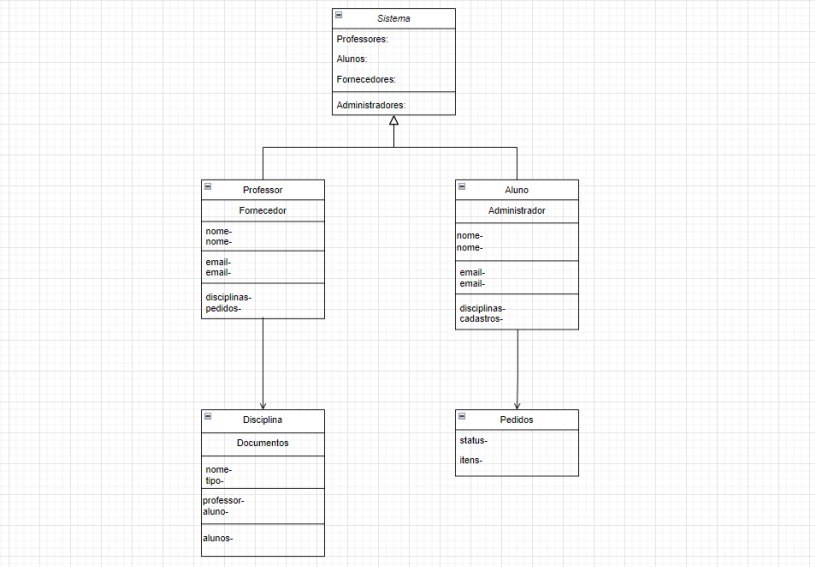 Sistema
Professores:
Alunos:
Fornecedores:
Administradores:
Professor
Fornecedor
nome-
nome-
email-
email-
disciplinas-
pedidos-
Aluno
Administrador
nome-
nome-
email-
email-
disciplinas-
cadastros-
Disciplina
Documentos
nome-
tipo-
professor-
aluno-
alunos-
Pedidos
status-
itens-